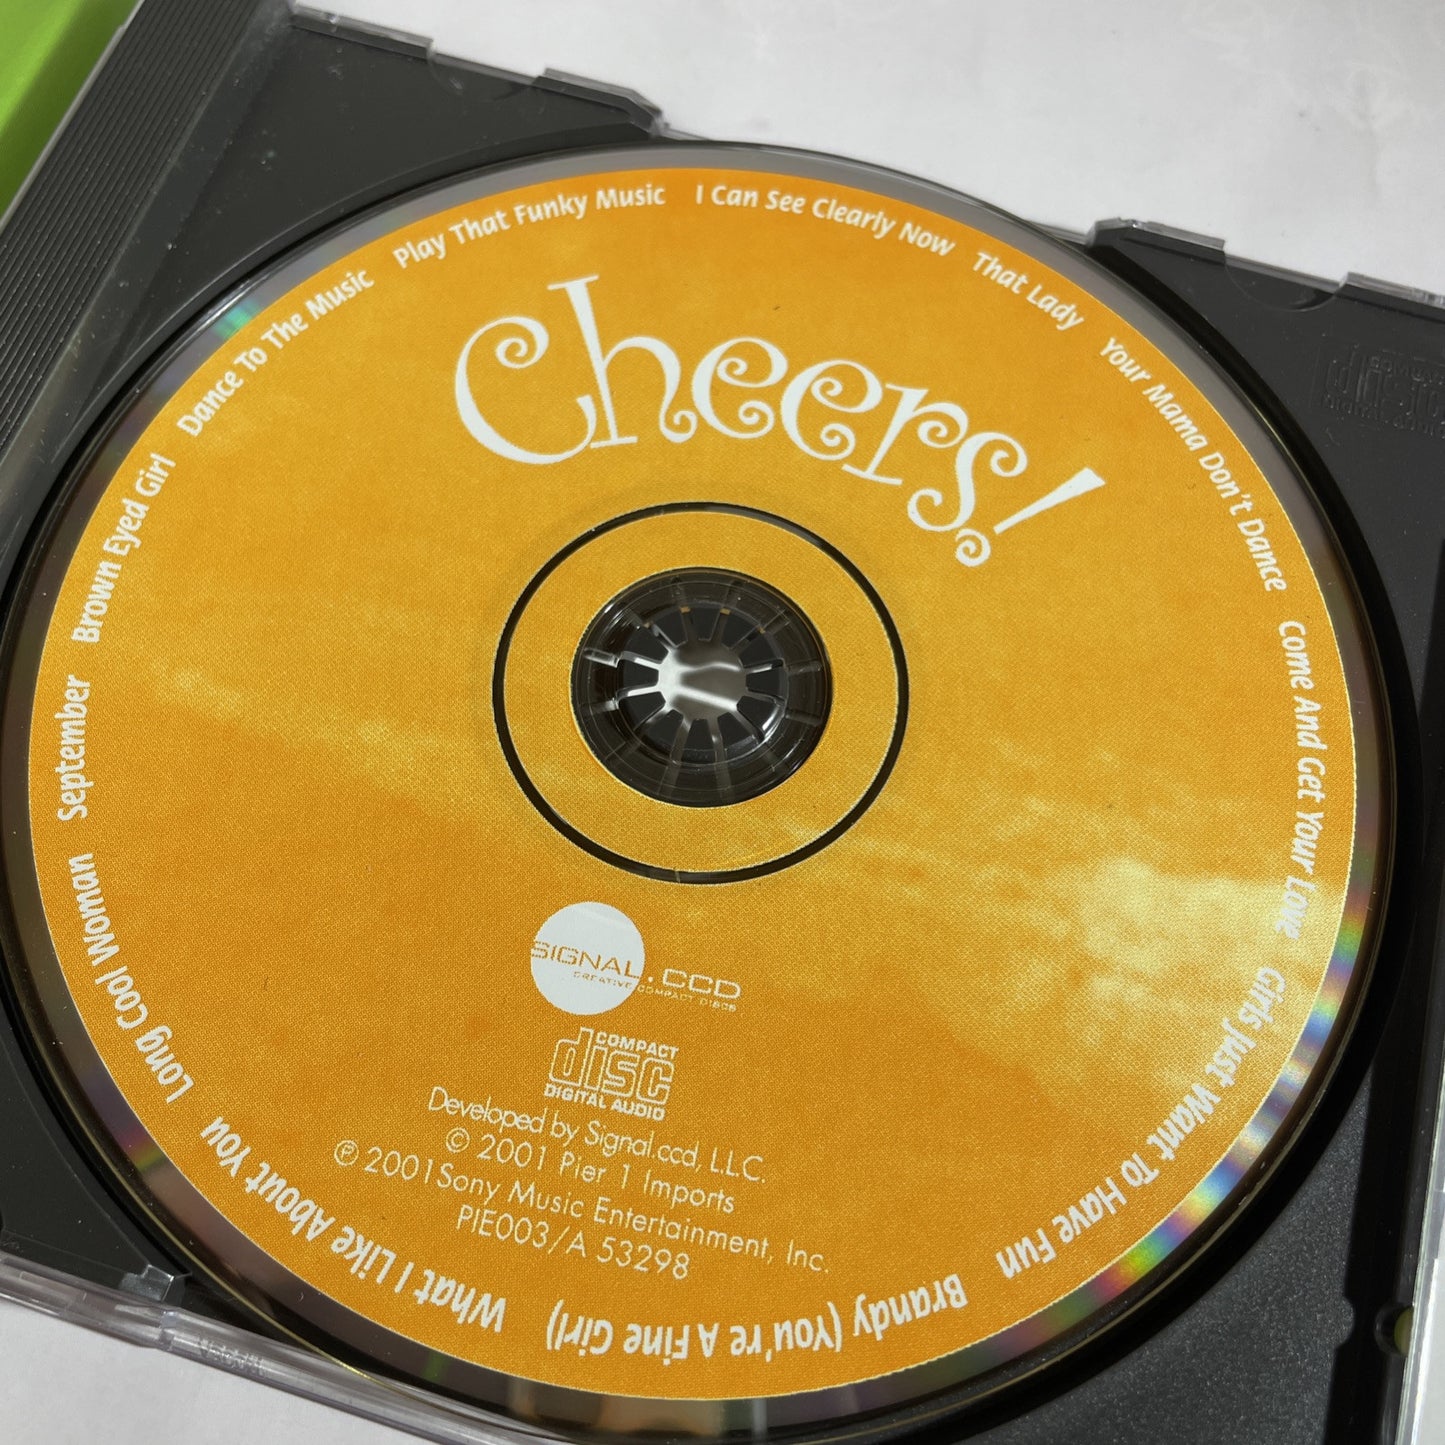 Cheers!
Play That Funky Music
I Can See Clearly Now
That Lady
Your Mama Don't Dance
Come And Get Your Love
Girls Just Want To Have Fun
Brandy (You're A Fine Girl)
What I Like About You
Long Cool Woman
September
Brown Eyed Girl
Dance To The Music
SIGNAL.CCD
CREATIVE COMPACT DISCS
COMPACT
disc
DIGITAL AUDIO
Developed by Signal.ccd, L.L.C.
© 2001 Pier 1 Imports
℗ 2001 Sony Music Entertainment, Inc.
PIE003/A 53298